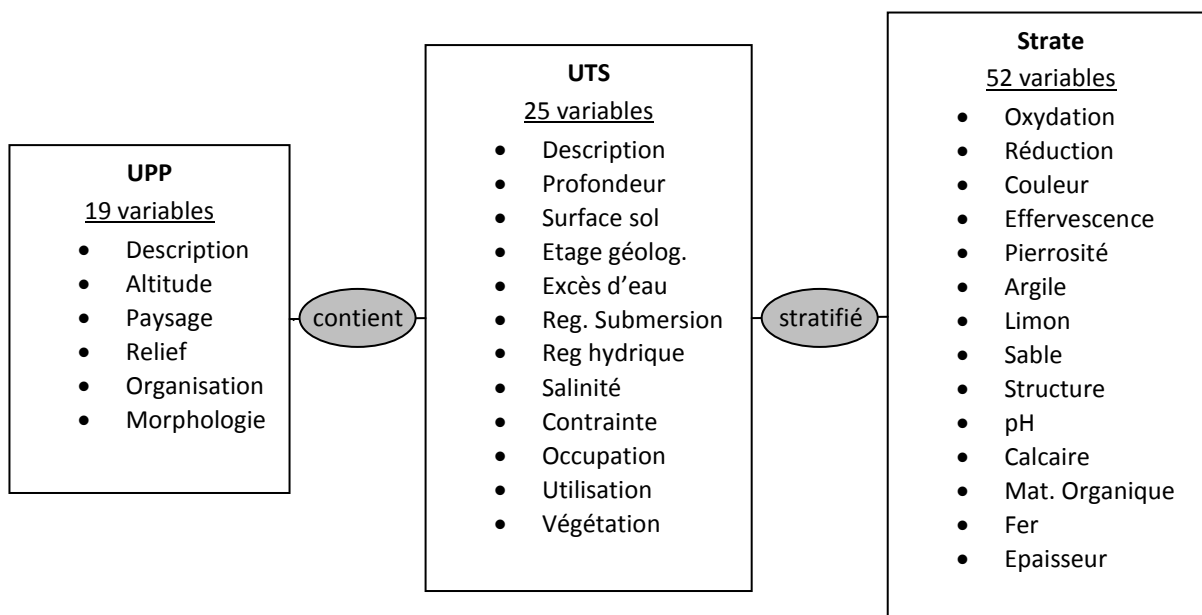 UPP
19 variables
• Description
• Altitude
• Paysage
• Relief
• Organisation
• Morphologie
contient
UTS
25 variables
• Description
• Profondeur
• Surface sol
• Etage géolog.
• Excès d'eau
• Reg. Submersion
• Reg hydrique
• Salinité
• Contrainte
• Occupation
• Utilisation
• Végétation
stratifié
Strate
52 variables
• Oxydation
• Réduction
• Couleur
• Effervescence
• Pierrosité
• Argile
• Limon
• Sable
• Structure
• pH
• Calcaire
• Mat. Organique
• Fer
• Epaisseur